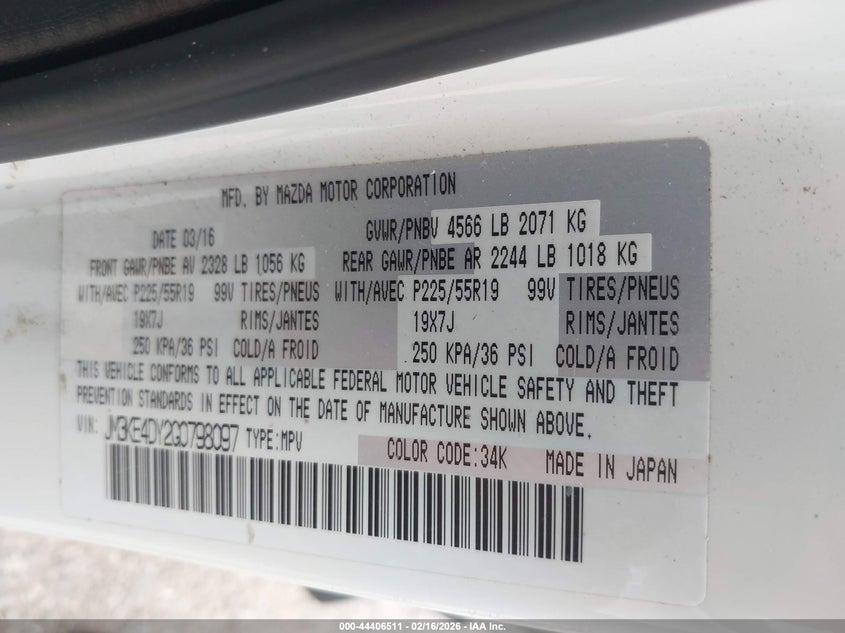 MFD. BY MAZDA MOTOR CORPORATION
DATE 03/16 GVWR/PNBV 4566 LB 2071 KG
FRONT GAWR/PNBE AV 2328 LB 1056 KG REAR GAWR/PNBE AR 2244 LB 1018 KG
WITH/AVEC P225/55R19 99V TIRES/PNEUS WITH/AVEC P225/55R19 99V TIRES/PNEUS
19X7J RIMS/JANTES 19X7J RIMS/JANTES
250 KPA/36 PSI COLD/A FROID 250 KPA/36 PSI COLD/A FROID
THIS VEHICLE CONFORMS TO ALL APPLICABLE FEDERAL MOTOR VEHICLE SAFETY AND THEFT
PREVENTION STANDARDS IN EFFECT ON THE DATE OF MANUFACTURE SHOWN ABOVE.
VIN: JM3KE4DY2G0798097 TYPE:MPV COLOR CODE:34K MADE IN JAPAN
000-44406511 - 02/16/2026 - IAA Inc.